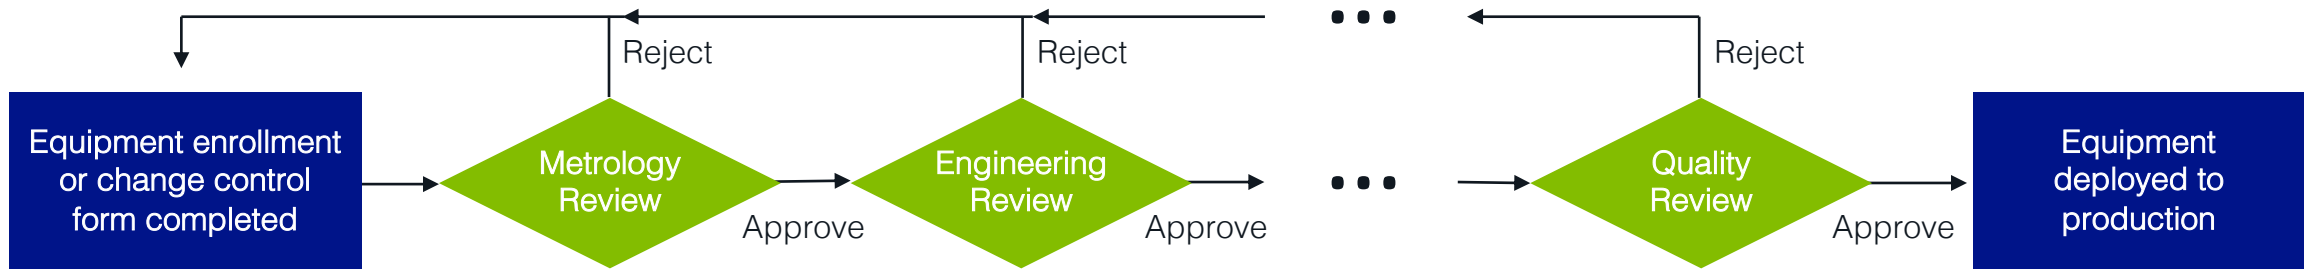 Reject
Reject
Reject
Equipment enrollment
or change control
form completed
Metrology
Review
Approve
Engineering
Review
Approve
Quality
Review
Approve
Equipment
deployed to
production